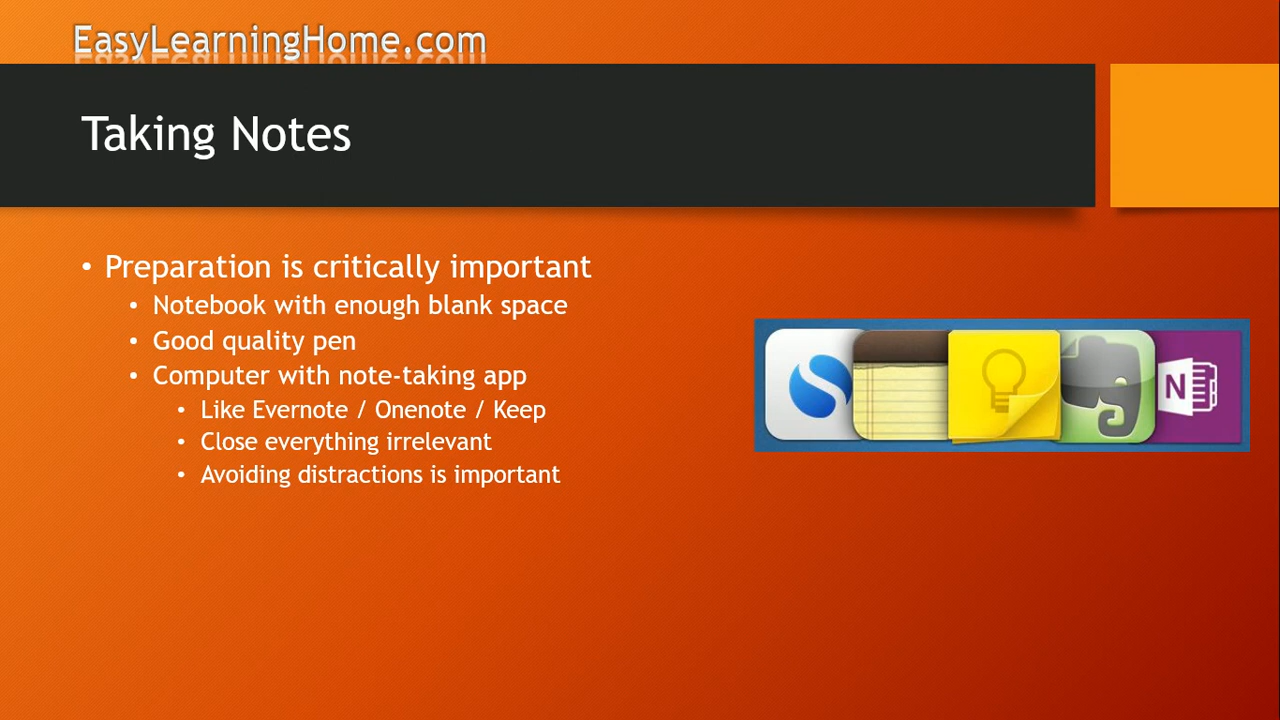 EasyLearningHome.com
Taking Notes
• Preparation is critically important
• Notebook with enough blank space
• Good quality pen
• Computer with note-taking app
• Like Evernote / Onenote / Keep
• Close everything irrelevant
• Avoiding distractions is important
N